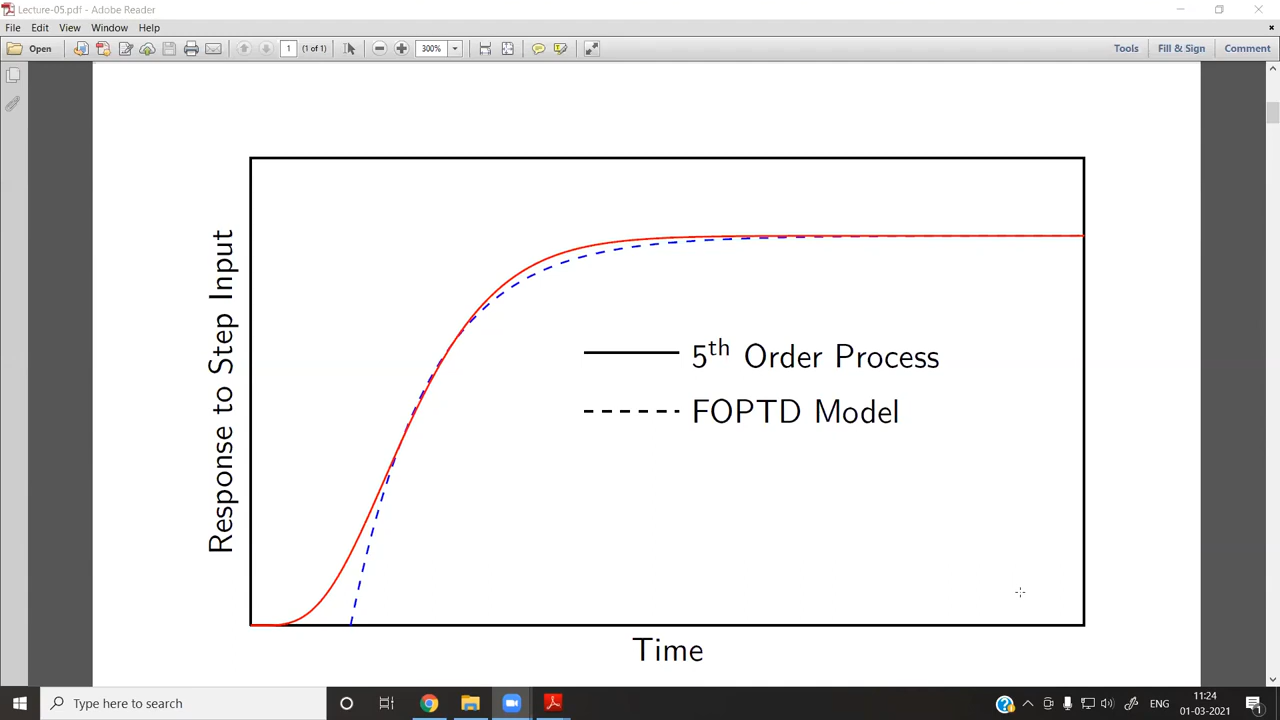 Lecture-05.pdf - Adobe Reader
File Edit View Window Help
Open 1 (1 of 1) 300% Tools Fill & Sign Comment
Response to Step Input
5th Order Process
FOPTD Model
Time
Type here to search
ENG
11:24
01-03-2021
1